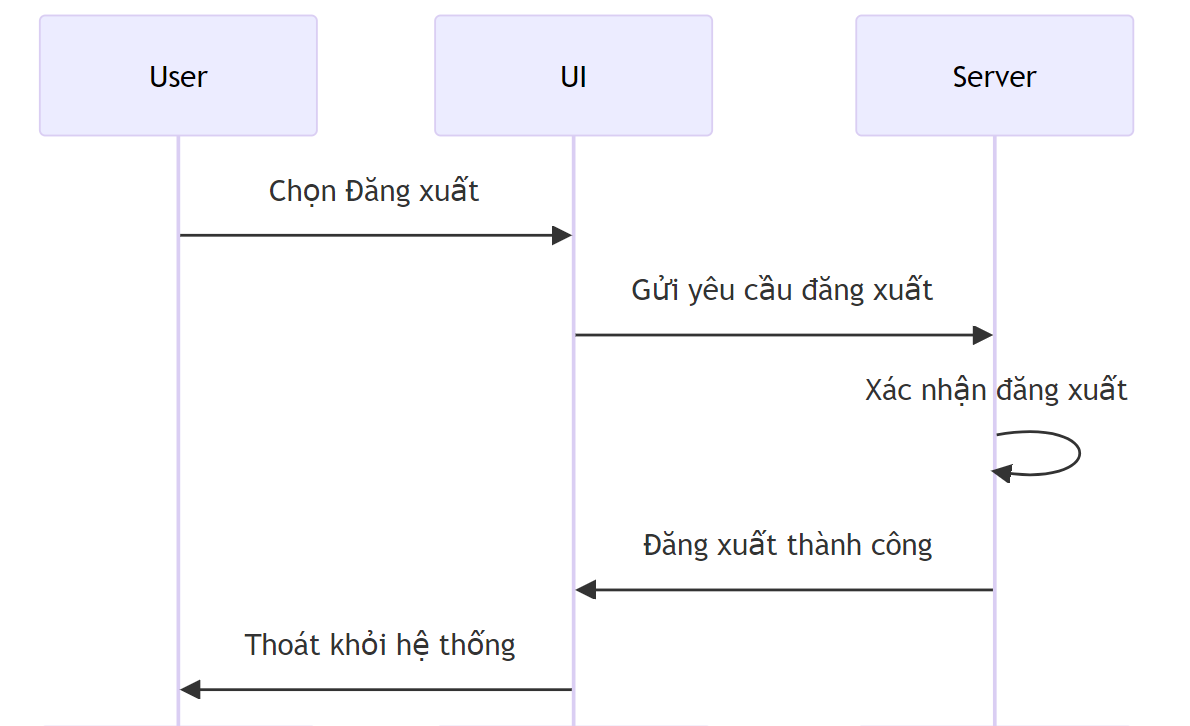 User
UI
Server
Chọn Đăng xuất
Gửi yêu cầu đăng xuất
Xác nhận đăng xuất
Đăng xuất thành công
Thoát khỏi hệ thống